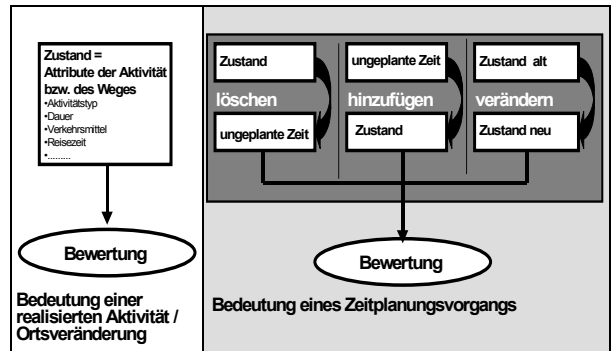 Zustand =
Attribute der Aktivität
bzw. des Weges
•Aktivitätstyp
•Dauer
•Verkehrsmittel
•Reisezeit
•.........
Bewertung
Bedeutung einer
realisierten Aktivität /
Ortsveränderung
Zustand
löschen
ungeplante Zeit
ungeplante Zeit
hinzufügen
Zustand
Zustand alt
verändern
Zustand neu
Bewertung
Bedeutung eines Zeitplanungsvorgangs